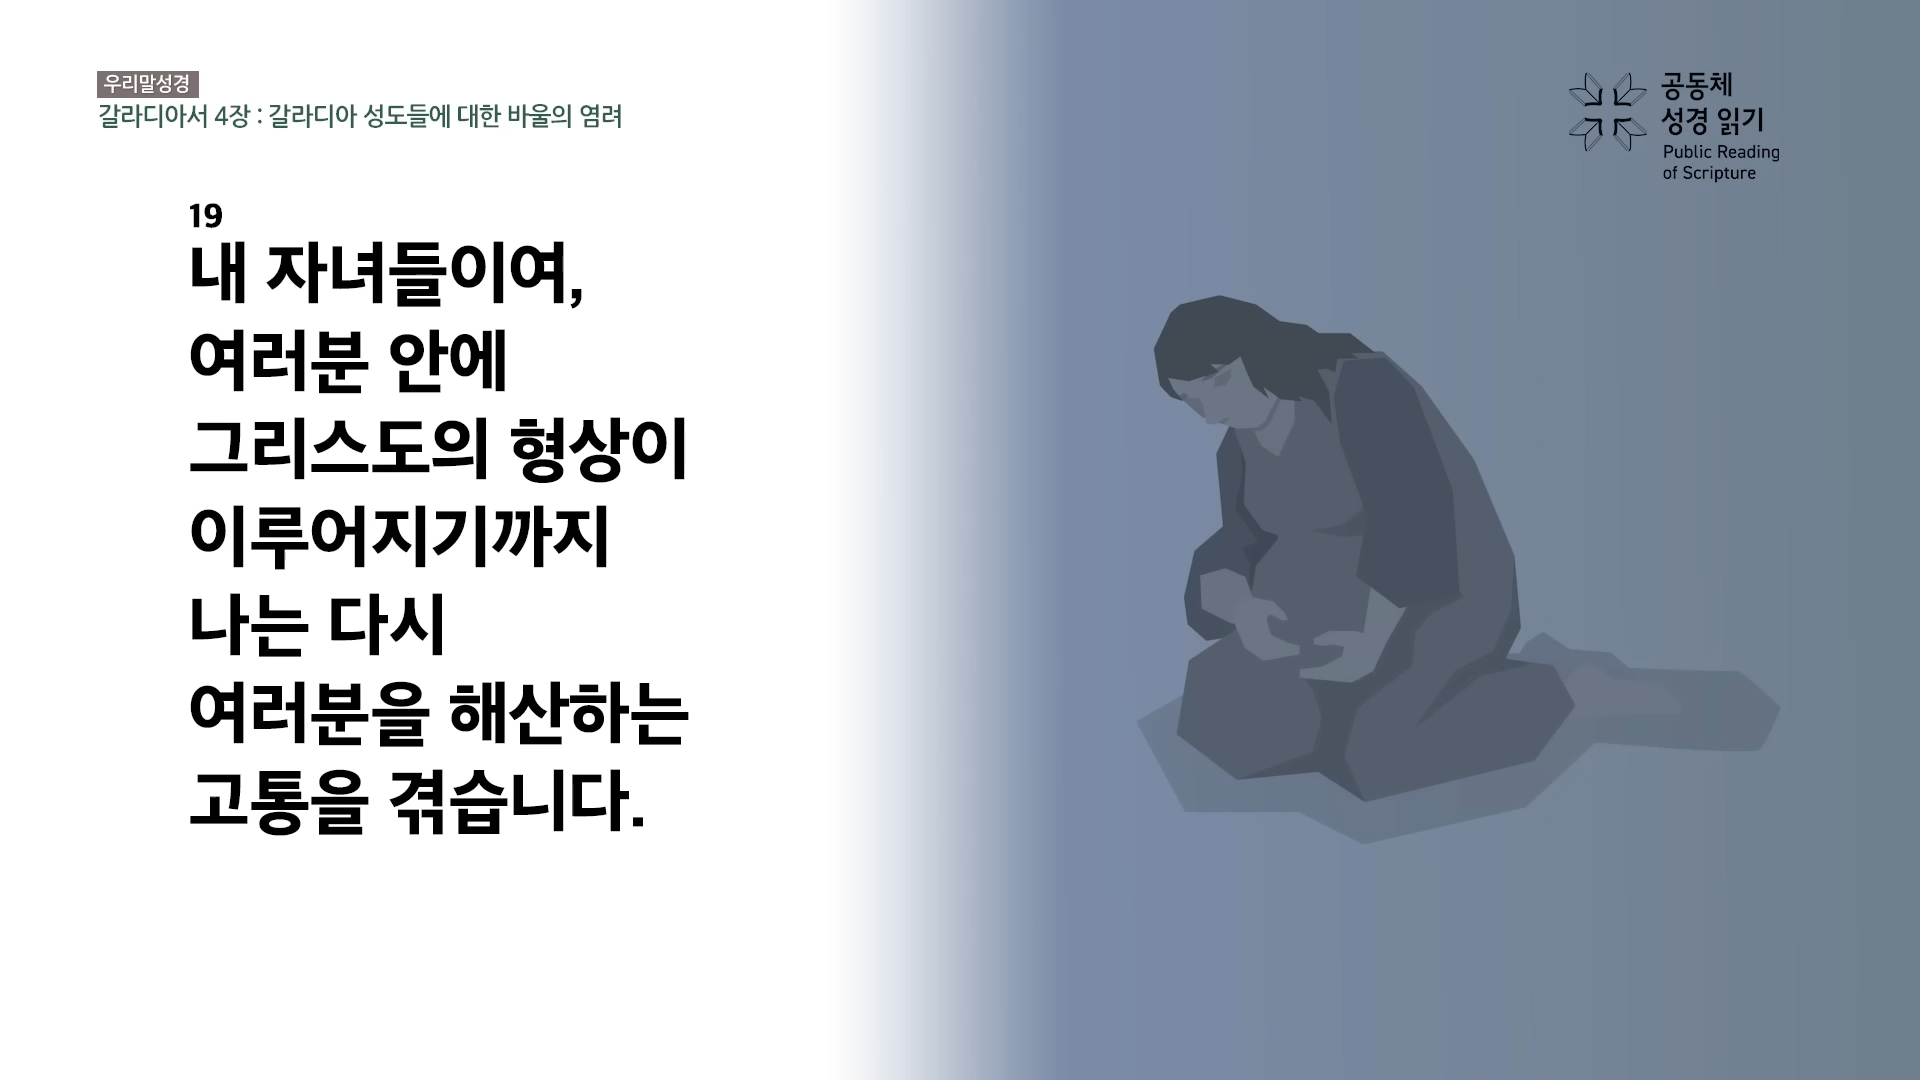 우리말성경
갈라디아서 4장 : 갈라디아 성도들에 대한 바울의 염려
공동체
성경 읽기
Public Reading
of Scripture
19
내 자녀들이여,
여러분 안에
그리스도의 형상이
이루어지기까지
나는 다시
여러분을 해산하는
고통을 겪습니다.